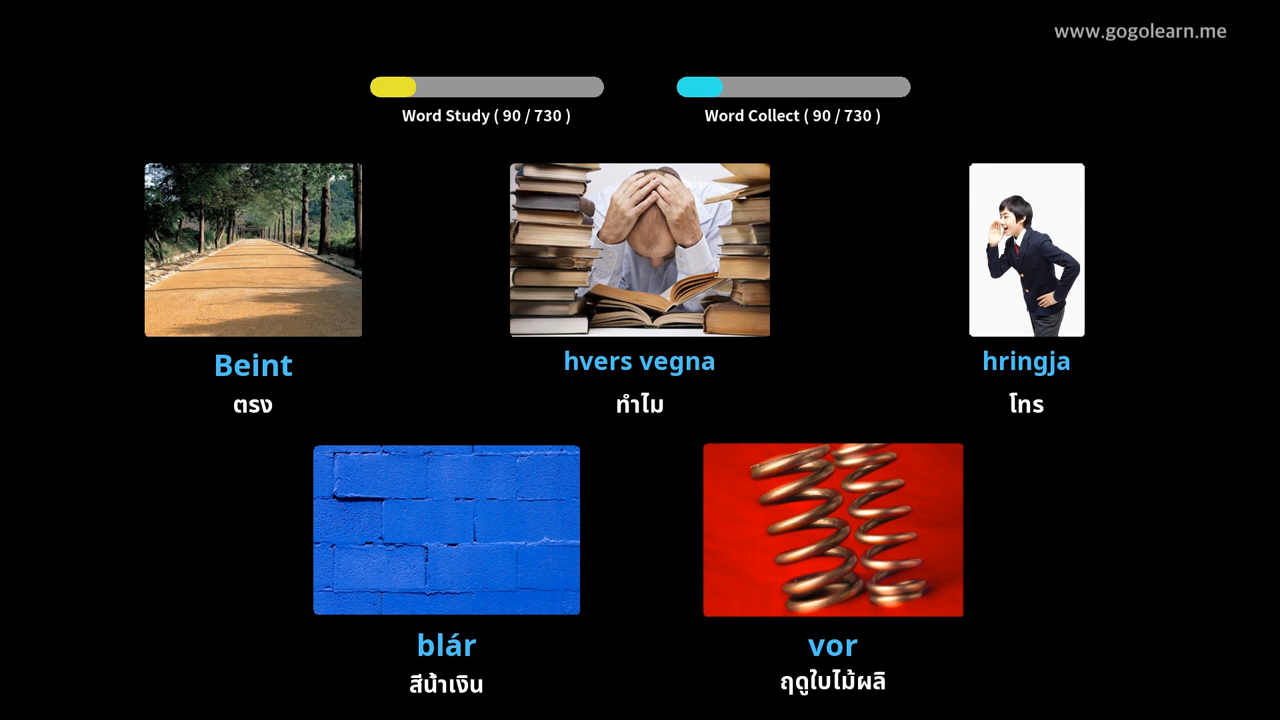 www.gogolearn.me
Word Study ( 90 / 730 )
Word Collect ( 90 / 730 )
Beint
ตรง
hvers vegna
ทำไม
hringja
โทร
blár
สีน้ำเงิน
vor
ฤดูใบไม้ผลิ